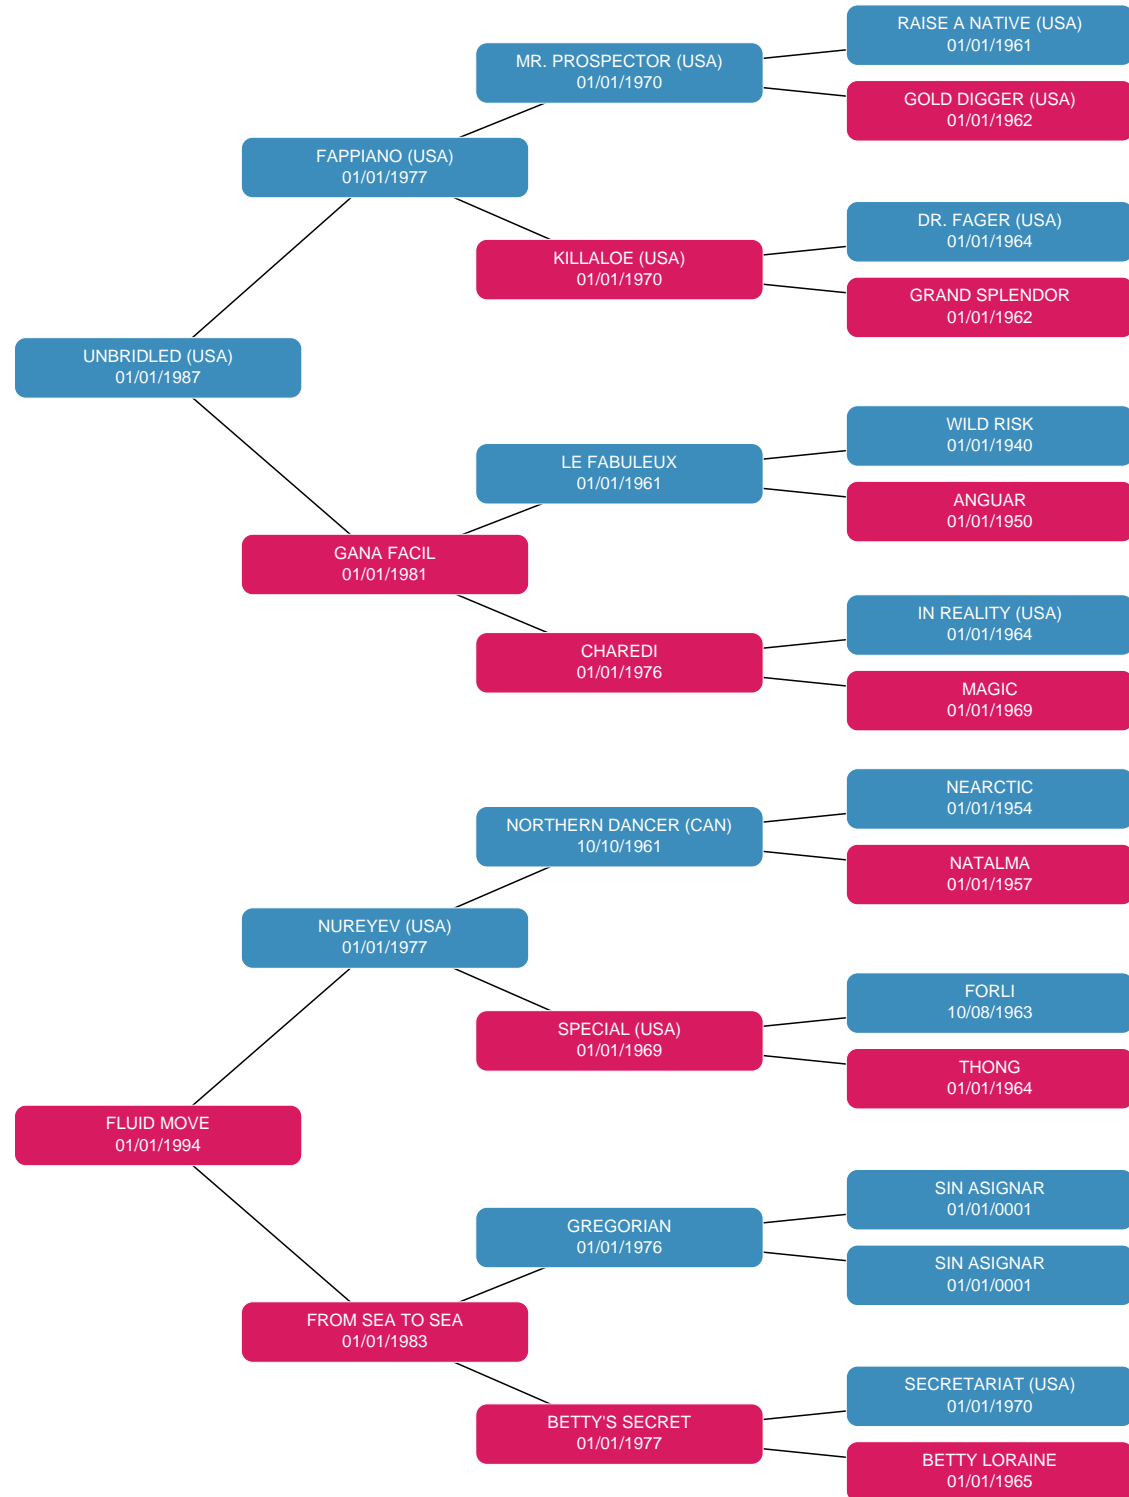 RAISE A NATIVE (USA)
01/01/1961
MR. PROSPECTOR (USA)
01/01/1970
GOLD DIGGER (USA)
01/01/1962
FAPPIANO (USA)
01/01/1977
DR. FAGER (USA)
01/01/1964
KILLALOE (USA)
01/01/1970
GRAND SPLENDOR
01/01/1962
UNBRIDLED (USA)
01/01/1987
WILD RISK
01/01/1940
LE FABULEUX
01/01/1961
ANGUAR
01/01/1950
GANA FACIL
01/01/1981
IN REALITY (USA)
01/01/1964
CHAREDI
01/01/1976
MAGIC
01/01/1969
NEARCTIC
01/01/1954
NORTHERN DANCER (CAN)
10/10/1961
NATALMA
01/01/1957
NUREYEV (USA)
01/01/1977
FORLI
10/08/1963
SPECIAL (USA)
01/01/1969
THONG
01/01/1964
FLUID MOVE
01/01/1994
SIN ASIGNAR
01/01/0001
GREGORIAN
01/01/1976
SIN ASIGNAR
01/01/0001
FROM SEA TO SEA
01/01/1983
SECRETARIAT (USA)
01/01/1970
BETTY'S SECRET
01/01/1977
BETTY LORAINE
01/01/1965